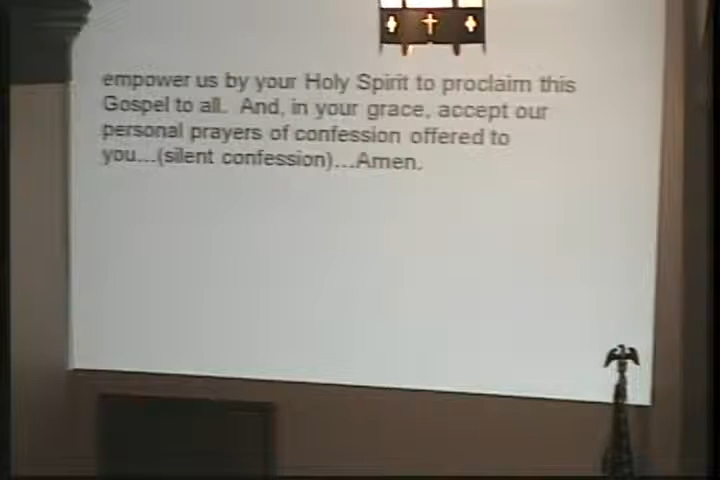 empower us by your Holy Spirit to proclaim this
Gospel to all.  And, in your grace, accept our
personal prayers of confession offered to
you...(silent confession)...Amen.